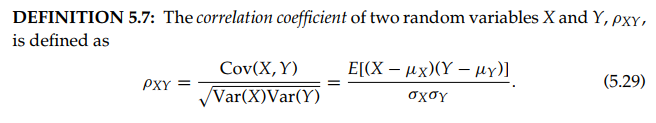 DEFINITION 5.7: The correlation coefficient of two random variables X and Y, ρXY,
is defined as
ρXY = Cov(X, Y) / √Var(X)Var(Y) = E[(X − μX)(Y − μY)] / σXσY . (5.29)